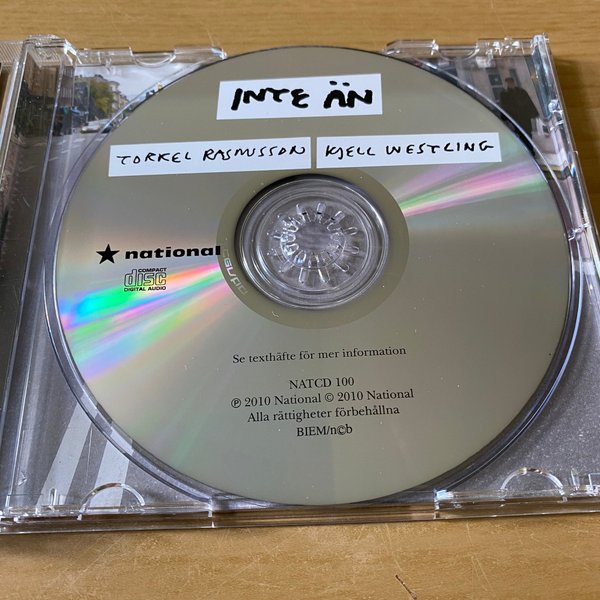 INTE ÄN
TORKEL RASMUSSON KJELL WESTLING
★ national
COMPACT
disc
DIGITAL AUDIO
Se texthäfte för mer information
NATCD 100
℗ 2010 National © 2010 National
Alla rättigheter förbehållna
BIEM/n©b